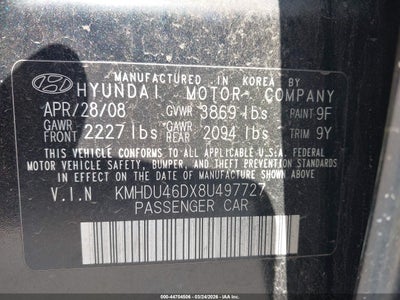 MANUFACTURED IN KOREA BY
HYUNDAI MOTOR COMPANY
APR/28/08 GVWR 3869 lbs PAINT 9F
GAWR FRONT 2227 lbs GAWR REAR 2094 lbs TRIM 9Y
THIS VEHICLE CONFORMS TO ALL APPLICABLE U.S. FEDERAL
MOTOR VEHICLE SAFETY, BUMPER, AND THEFT PREVENTION
STANDARDS IN EFFECT ON THE DATE OF MANUFACTURE SHOWN ABOVE.
V.I.N KMHDU46DX8U497727
PASSENGER CAR
000-44704506 - 03/24/2026 - IAA, Inc.